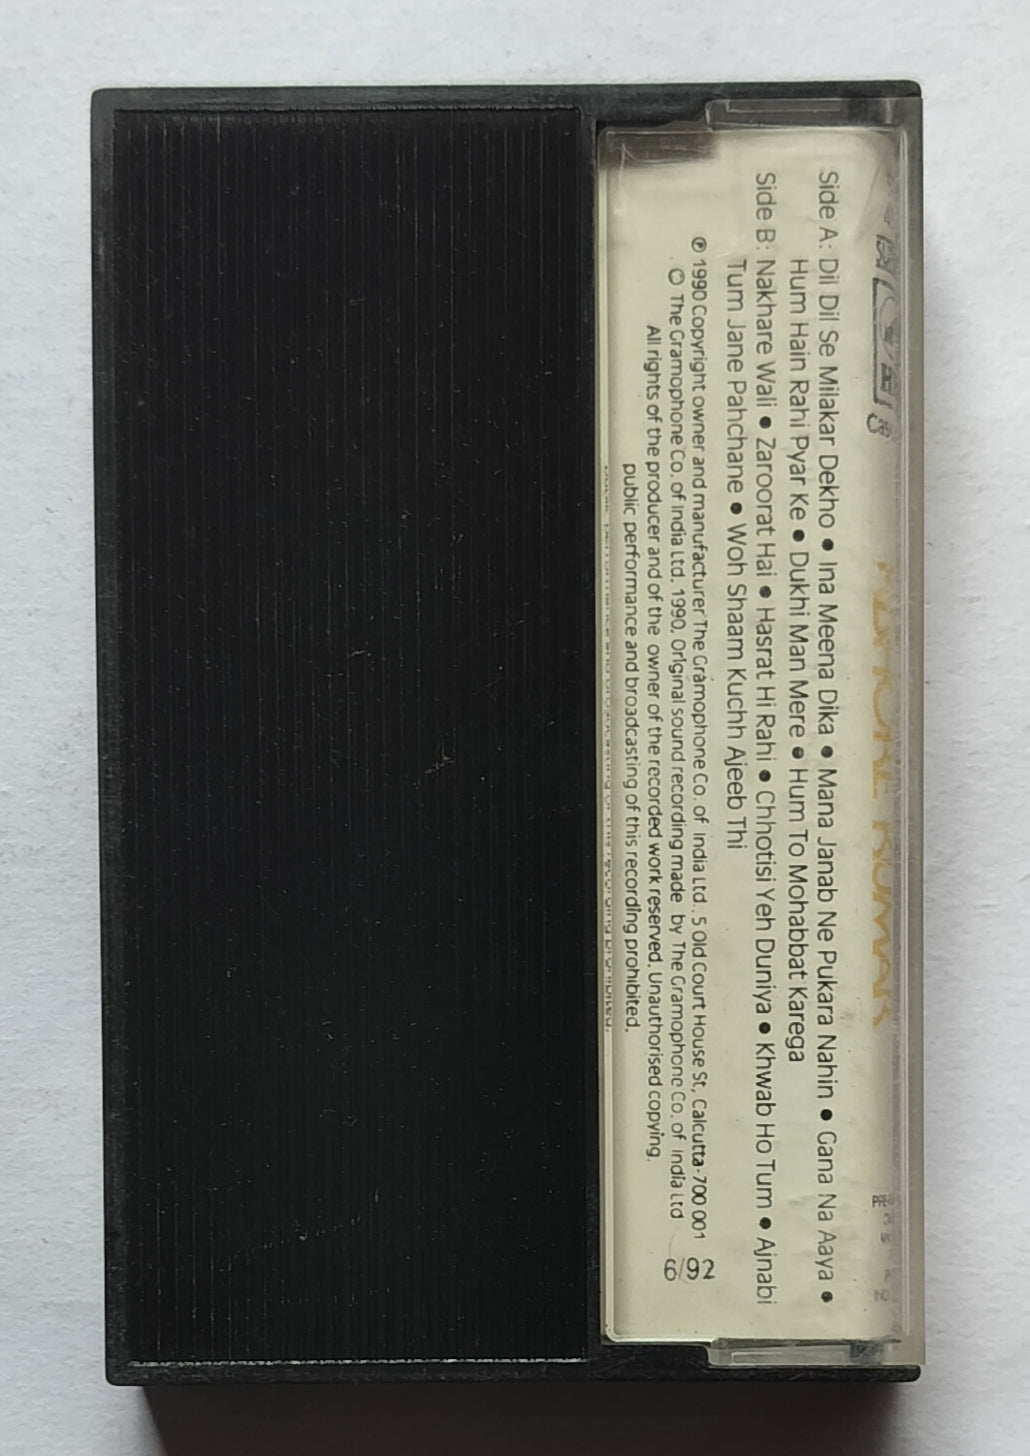 KISHORE KUMAR
Side A: Dil Dil Se Milakar Dekho • Ina Meena Dika • Mana Janab Ne Pukara Nahin • Gana Na Aaya •
Hum Hain Rahi Pyar Ke • Dukhi Man Mere • Hum To Mohabbat Karega
Side B: Nakhare Wali • Zaroorat Hai • Hasrat Hi Rahi • Chhotisi Yeh Duniya • Khwab Ho Tum • Ajnabi
Tum Jane Pahchane • Woh Shaam Kuchh Ajeeb Thi
℗ 1990 Copyright owner and manufacturer The Gramophone Co. of India Ltd., 5 Old Court House St, Calcutta-700 001
© The Gramophone Co. of India Ltd. 1990. Original sound recording made by The Gramophone Co. of India Ltd
All rights of the producer and of the owner of the recorded work reserved. Unauthorised copying,
public performance and broadcasting of this recording prohibited.
6/92